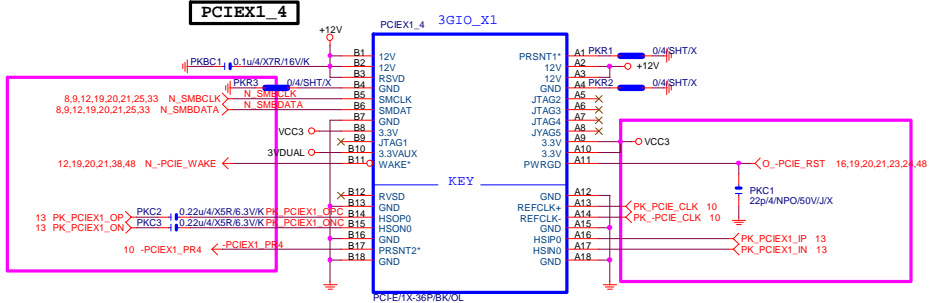 PCIEX1_4
PCIEX1_4 3GIO_X1
+12V
PKBC1 0.1u/4/X7R/16V/K
PKR3 0/4/SHT/X
8,9,12,19,20,21,25,33 N_SMBCLK N_SMBCLK
8,9,12,19,20,21,25,33 N_SMBDATA N_SMBDATA
VCC3
3VDUAL
12,19,20,21,38,48 N_-PCIE_WAKE
13 PK_PCIEX1_OP PKC2 0.22u/4/X5R/6.3V/K PK_PCIEX1_OPC
13 PK_PCIEX1_ON PKC3 0.22u/4/X5R/6.3V/K PK_PCIEX1_ONC
10 -PCIEX1_PR4 -PCIEX1_PR4
B1 12V
B2 12V
B3 RSVD
B4 GND
B5 SMCLK
B6 SMDAT
B7 GND
B8 3.3V
B9 JTAG1
B10 3.3VAUX
B11 WAKE*
KEY
B12 RVSD
B13 GND
B14 HSOP0
B15 HSON0
B16 GND
B17 PRSNT2*
B18 GND
PRSNT1* A1
12V A2
12V A3
GND A4
JTAG2 A5
JTAG3 A6
JTAG4 A7
JYAG5 A8
3.3V A9
3.3V A10
PWRGD A11
GND A12
REFCLK+ A13
REFCLK- A14
GND A15
HSIP0 A16
HSIN0 A17
GND A18
PKR1 0/4/SHT/X
+12V
PKR2 0/4/SHT/X
VCC3
O_-PCIE_RST 16,19,20,21,23,24,48
PKC1
22p/4/NPO/50V/J/X
PK_PCIE_CLK 10
PK_-PCIE_CLK 10
PK_PCIEX1_IP 13
PK_PCIEX1_IN 13
PCI-E/1X-36P/BK/OL